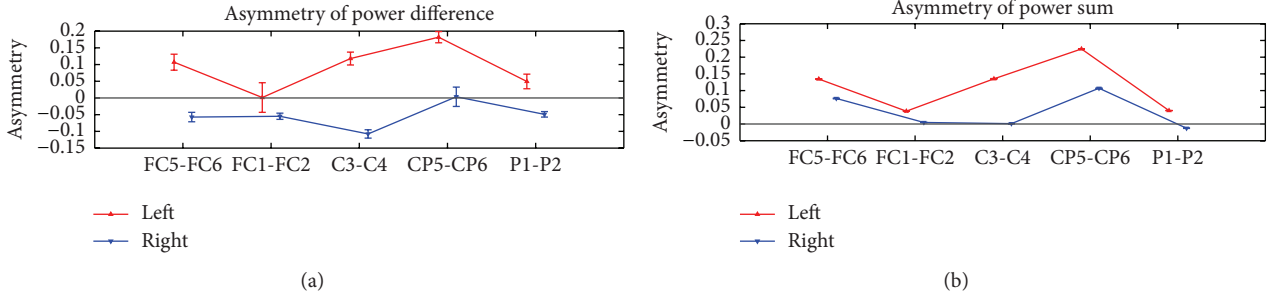 Asymmetry of power difference
Asymmetry
0.2
0.15
0.1
0.05
0
−0.05
−0.1
−0.15
FC5-FC6 FC1-FC2 C3-C4 CP5-CP6 P1-P2
Left
Right
(a)
Asymmetry of power sum
Asymmetry
0.3
0.25
0.2
0.15
0.1
0.05
0
−0.05
FC5-FC6 FC1-FC2 C3-C4 CP5-CP6 P1-P2
Left
Right
(b)